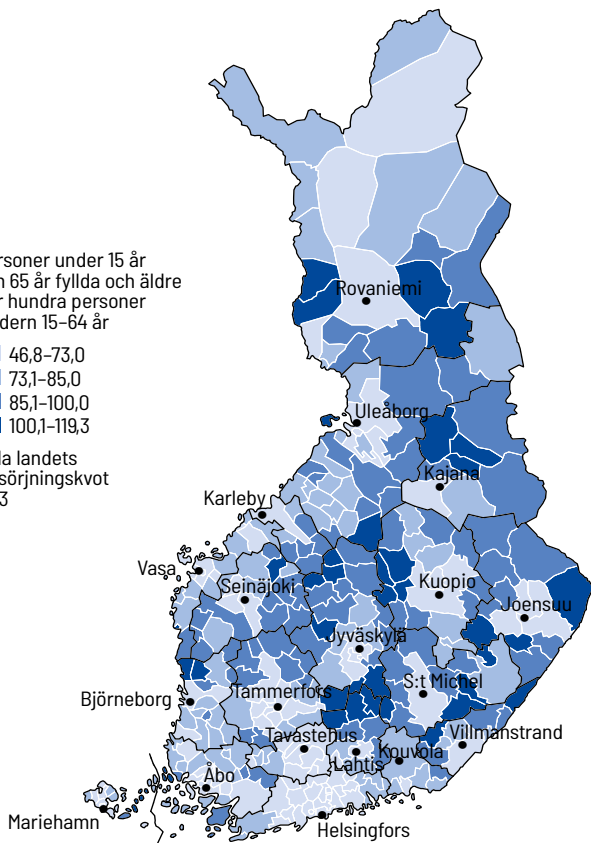 rsoner under 15 år
65 år fyllda och äldre
r hundra personer
dern 15–64 år
46,8–73,0
73,1–85,0
85,1–100,0
100,1–119,3
la landets
sörjningskvot
3
Rovaniemi
Uleåborg
Kajana
Karleby
Vasa
Seinäjoki
Kuopio
Joensuu
Jyväskylä
S:t Michel
Björneborg
Tammerfors
Tavastehus
Villmanstrand
Lahtis
Kouvola
Åbo
Mariehamn
Helsingfors